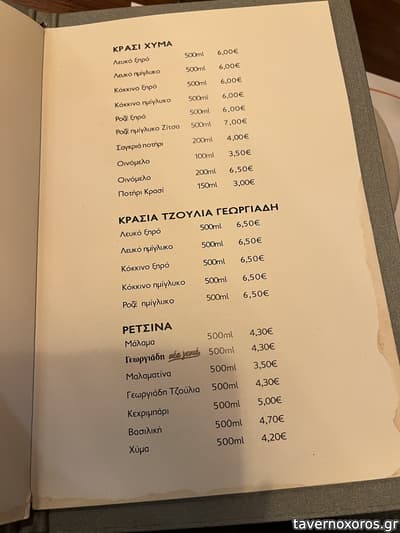 ΚΡΑΣΙ ΧΥΜΑ
Λευκό ξηρό 500ml 6,00€
Λευκό ημίγλυκο 500ml 6,00€
Κόκκινο ξηρό 500ml 6,00€
Κόκκινο ημίγλυκο 500ml 6,00€
Ροζέ ξηρό 500ml 6,00€
Ροζέ ημίγλυκο Ζίτσα 500ml 7,00€
Σαγκριά ποτήρι 200ml 4,00€
Οινόμελο 100ml 3,50€
Οινόμελο 200ml 6,50€
Ποτήρι Κρασί 150ml 3,00€
ΚΡΑΣΙΑ ΤΖΟΥΛΙΑ ΓΕΩΡΓΙΑΔΗ
Λευκό ξηρό 500ml 6,50€
Λευκό ημίγλυκο 500ml 6,50€
Κόκκινο ξηρό 500ml 6,50€
Κόκκινο ημίγλυκο 500ml 6,50€
Ροζέ ημίγλυκο 500ml 6,50€
ΡΕΤΣΙΝΑ
Μάλαμα 500ml 4,30€
Γεωργιάδη 500ml 4,30€
Μαλαματίνα 500ml 3,50€
Γεωργιάδη Τζούλια 500ml 4,30€
Κεχριμπάρι 500ml 5,00€
Βασιλική 500ml 4,70€
Χύμα 500ml 4,20€
tavernoxoros.gr